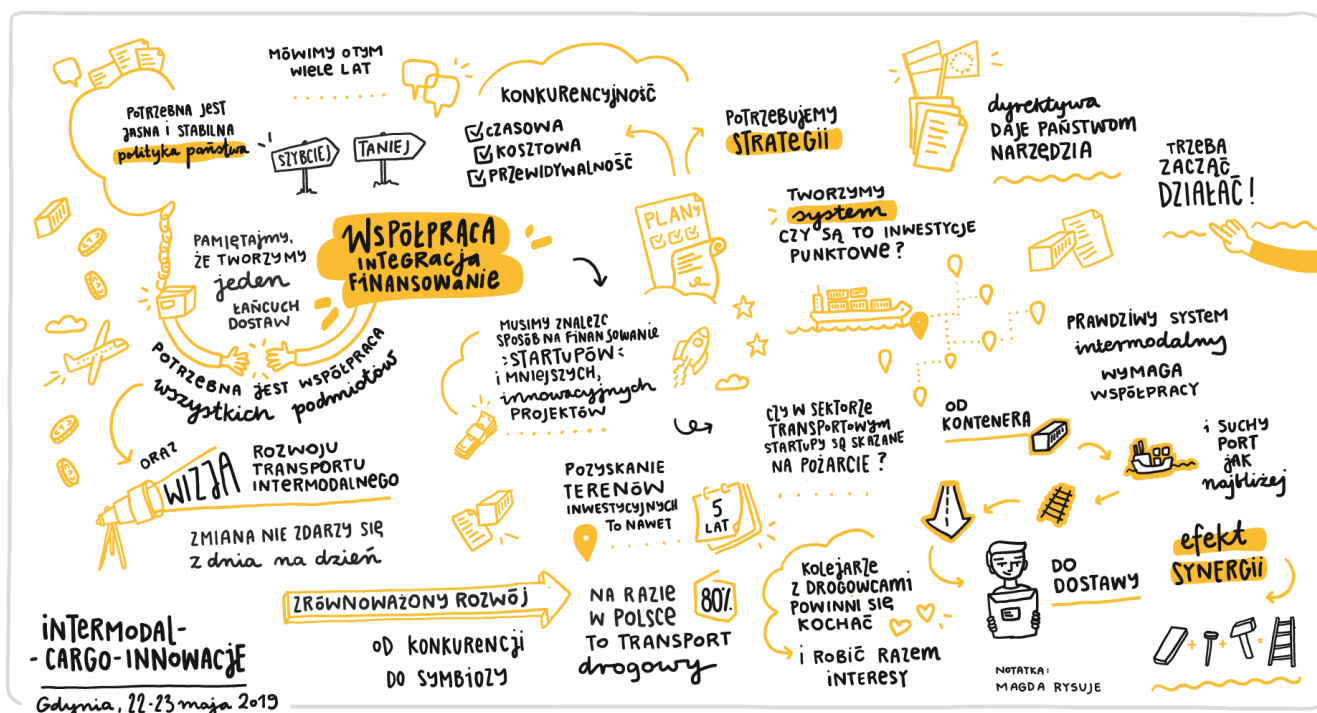 POTRZEBNA JEST
JASNA i STABILNA
polityka państwa
MÓWIMY O TYM
WIELE LAT
SZYBCIEJ
TANIEJ
KONKURENCYJNOŚĆ
CZASOWA
KOSZTOWA
PRZEWIDYWALNOŚĆ
POTRZEBUJEMY
STRATEGII
dyrektywa
DAJE PAŃSTWOM
NARZĘDZIA
TRZEBA
ZACZĄĆ
DZIAŁAĆ!
PAMIĘTAJMY,
ŻE TWORZYMY
jeden
ŁAŃCUCH
DOSTAW
WSPÓŁPRACA
INTEGRACJA
FINANSOWANIE
PLANY
TWORZYMY
system
CZY SĄ TO INWESTYCJE
PUNKTOWE?
POTRZEBNA JEST WSPÓŁPRACA
wszystkich podmiotów
MUSIMY ZNALEZC
SPOSÓB NA FINANSOWANIE
STARTUPÓW
i MNIEJSZYCH,
innowacyjnych
PROJEKTÓW
PRAWDZIWY SYSTEM
intermodalny
WYMAGA
WSPÓŁPRACY
ORAZ
WIZJA
ROZWOJU
TRANSPORTU
INTERMODALNEGO
ZMIANA NIE ZDARZY SIĘ
z dnia na dzień
POZYSKANIE
TERENÓW
INWESTYCYJNYCH
TO NAWET
5
LAT
CZY W SEKTORZE
TRANSPORTOWYM
STARTUPY SĄ SKAZANE
NA POŻARCIE?
OD
KONTENERA
i SUCHY
PORT
JAK
najbliżej
DO
DOSTAWY
efekt
SYNERGII
+ + =
ZRÓWNOWAŻONY ROZWÓJ
OD KONKURENCJI
DO SYMBIOZY
NA RAZIE
W POLSCE
TO TRANSPORT
drogowy
80%
KOLEJARZE
Z DROGOWCAMI
POWINNI SIĘ
KOCHAĆ
i ROBIĆ RAZEM
INTERESY
INTERMODAL-
-CARGO-INNOWACJE
Gdynia, 22-23 maja 2019
NOTATKA:
MAGDA RYSUJE